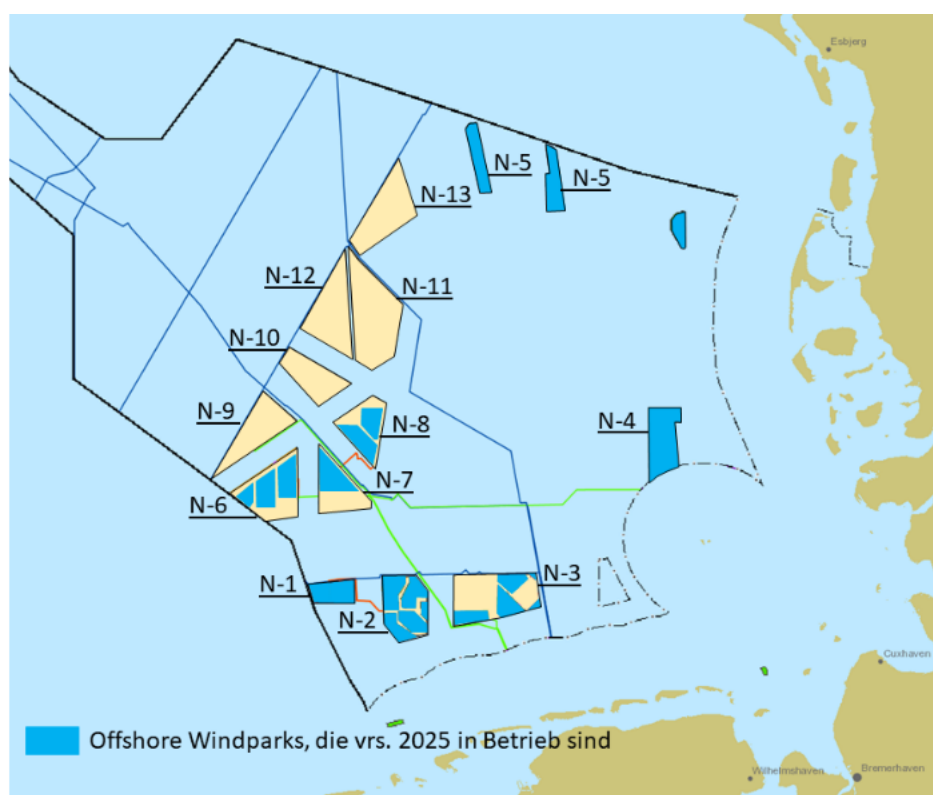 Esbjerg
N-5
N-5
N-13
N-12
N-11
N-10
N-9
N-8
N-4
N-7
N-6
N-1
N-3
N-2
Cuxhaven
Offshore Windparks, die vrs. 2025 in Betrieb sind
Wilhelmshaven
Bremerhaven